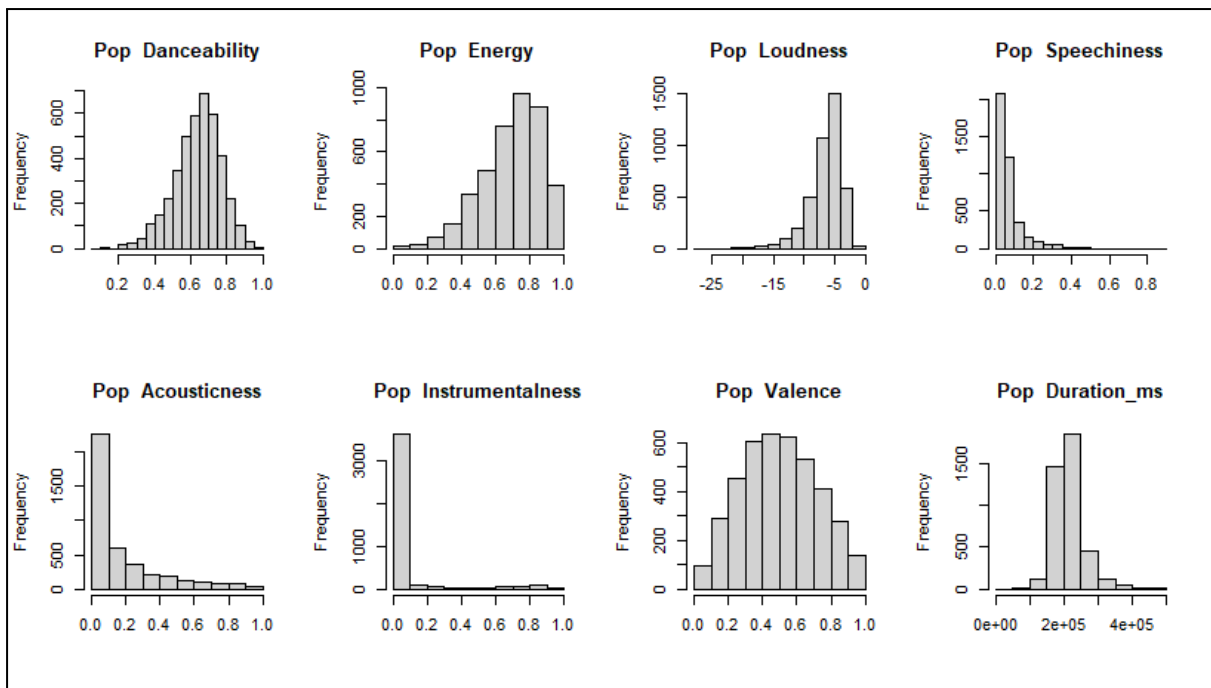 Pop Danceability
Frequency
0 200 400 600
0.2 0.4 0.6 0.8 1.0
Pop Energy
Frequency
0 200 600 1000
0.0 0.2 0.4 0.6 0.8 1.0
Pop Loudness
Frequency
0 500 1000 1500
-25 -15 -5 0
Pop Speechiness
Frequency
0 500 1500
0.0 0.2 0.4 0.6 0.8
Pop Acousticness
Frequency
0 500 1500
0.0 0.2 0.4 0.6 0.8 1.0
Pop Instrumentalness
Frequency
0 1000 3000
0.0 0.2 0.4 0.6 0.8 1.0
Pop Valence
Frequency
0 200 400 600
0.0 0.2 0.4 0.6 0.8 1.0
Pop Duration_ms
Frequency
0 500 1500
0e+00 2e+05 4e+05